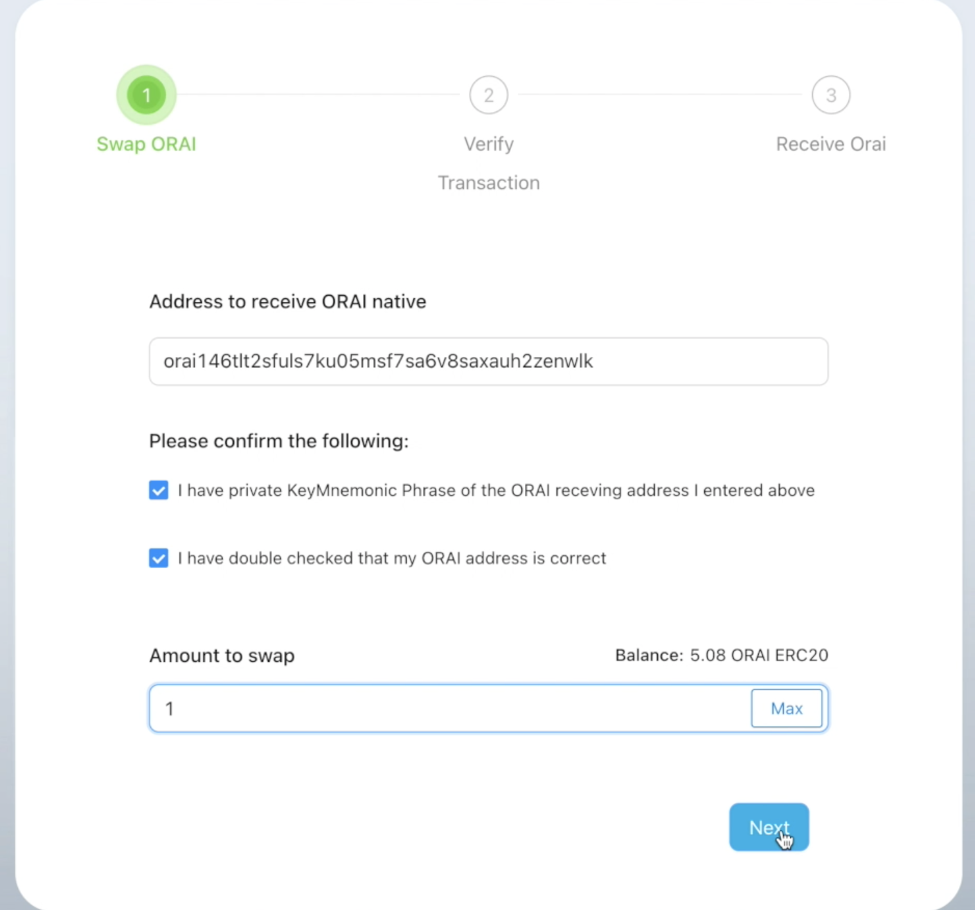 1
2
3
Swap ORAI
Verify
Transaction
Receive Orai
Address to receive ORAI native
orai146tlt2sfuls7ku05msf7sa6v8saxauh2zenwlk
Please confirm the following:
I have private KeyMnemonic Phrase of the ORAI receving address I entered above
I have double checked that my ORAI address is correct
Amount to swap
Balance: 5.08 ORAI ERC20
1
Max
Next